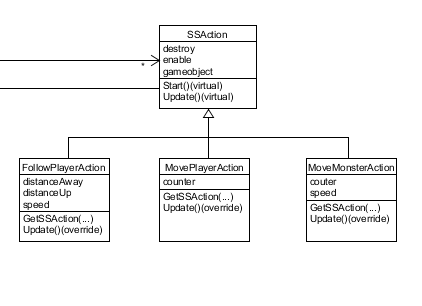 SSAction
destroy
enable
gameobject
*
Start()(virtual)
Update()(virtual)
FollowPlayerAction
distanceAway
distanceUp
speed
GetSSAction(...)
Update()(override)
MovePlayerAction
counter
GetSSAction(...)
Update()(override)
MoveMonsterAction
couter
speed
GetSSAction(...)
Update()(override)